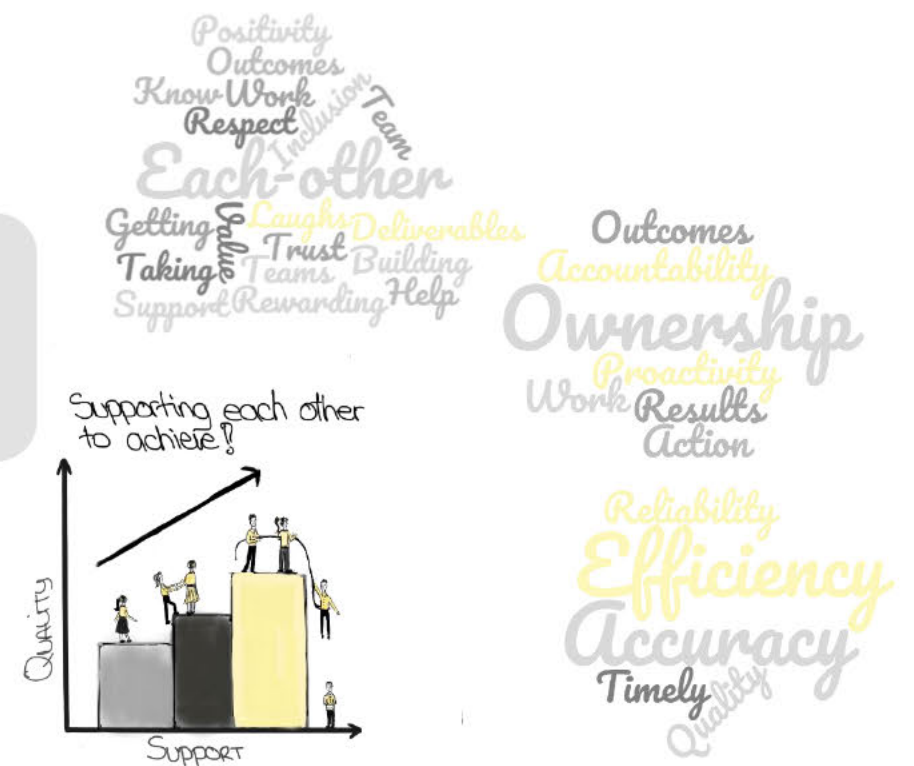 Positivity
Outcomes
Know Work
Inclusion
Team
Respect
Each-other
Getting
Value
Laughs Deliverables
Trust
Taking
Teams Building
Support Rewarding Help
Outcomes
Accountability
Ownership
Proactivity
Work Results
Action
Reliability
Efficiency
Accuracy
Timely
Quality
Supporting each other
to achieve!
QUALITY
SUPPORT